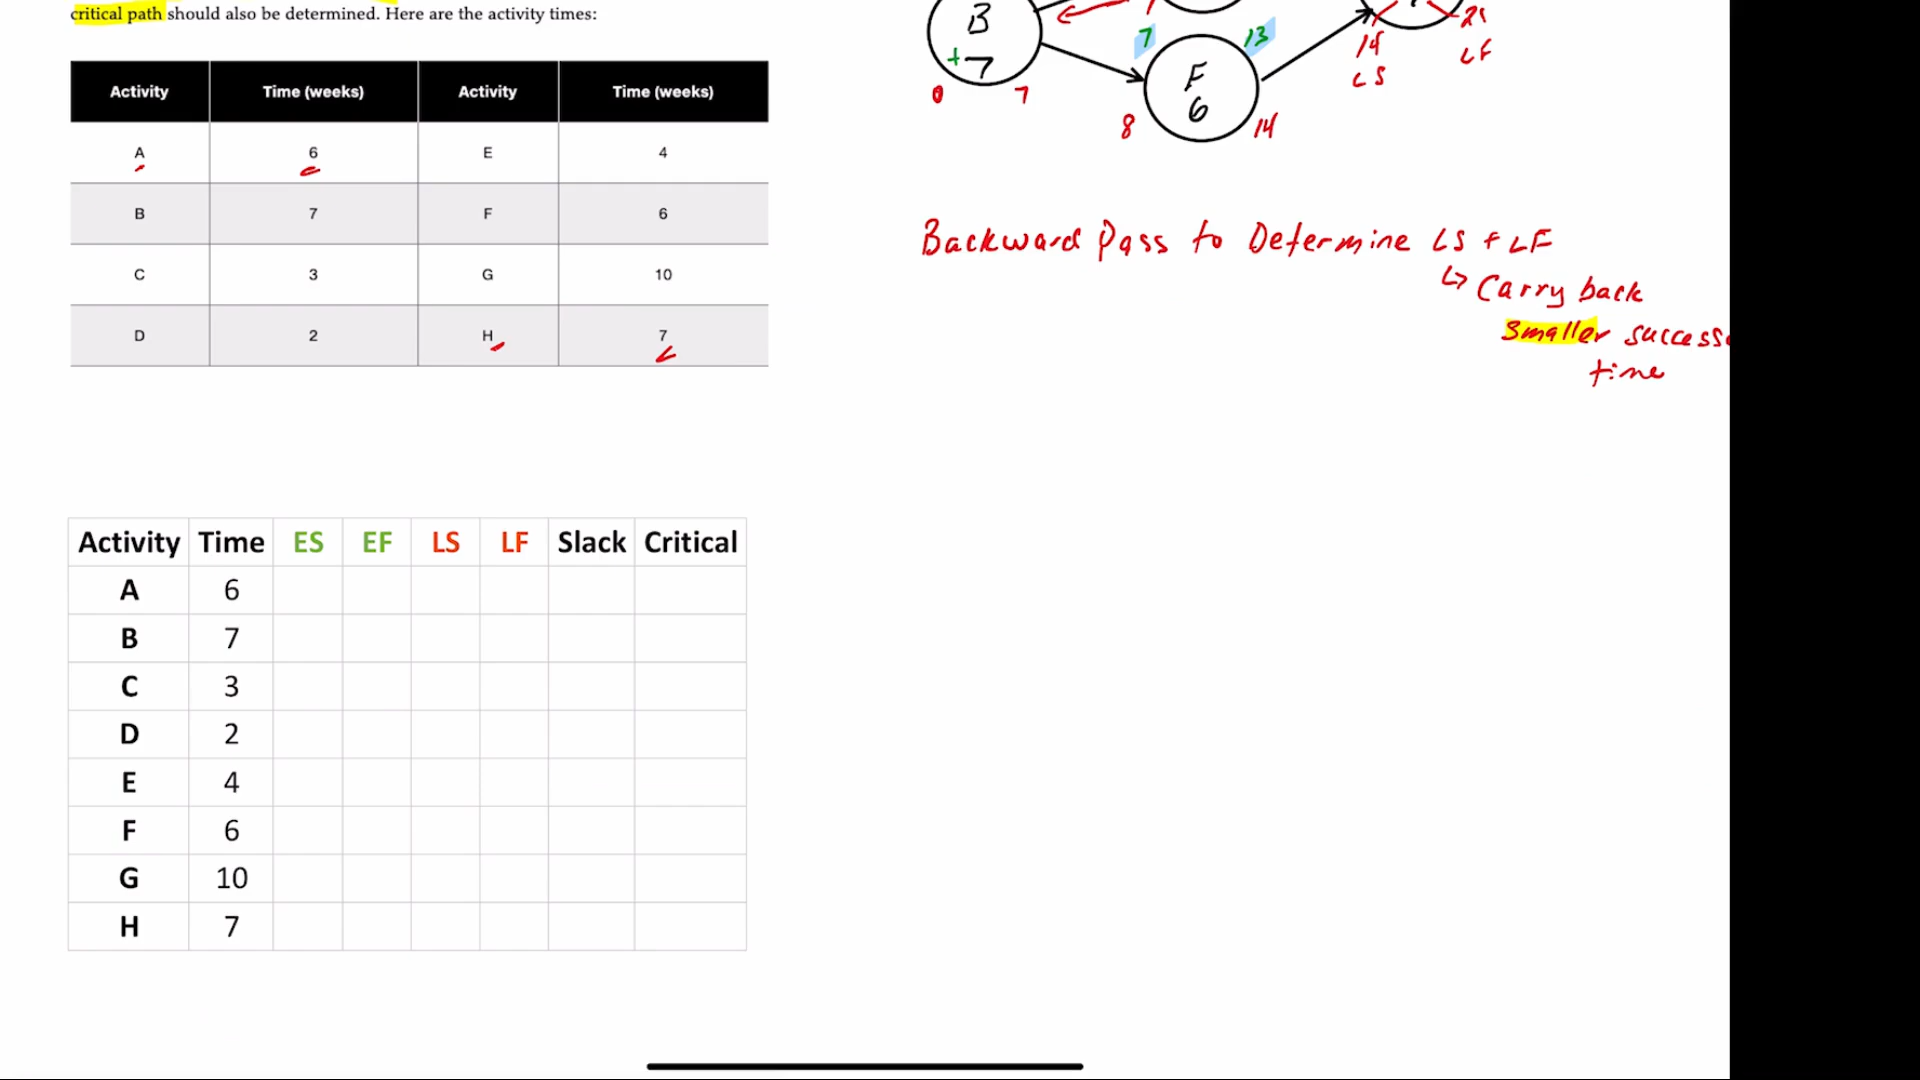 critical path should also be determined. Here are the activity times:
Activity Time (weeks) Activity Time (weeks)
A 6 E 4
B 7 F 6
C 3 G 10
D 2 H 7
B
+7
0 7
7 13
F
6
8 14
14
LS
21
LF
Backward Pass to Determine LS + LF
↳ Carry back
smaller success
time
Activity Time ES EF LS LF Slack Critical
A 6
B 7
C 3
D 2
E 4
F 6
G 10
H 7